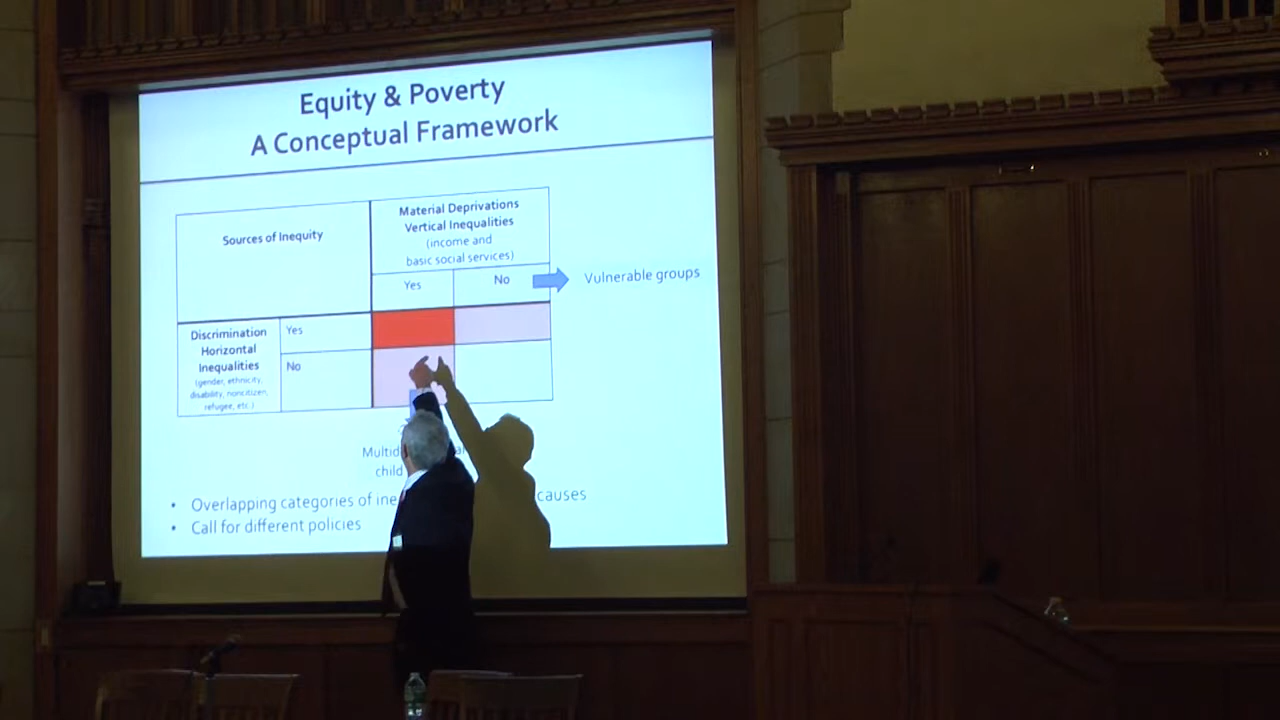 Equity & Poverty
A Conceptual Framework
Sources of Inequity
Material Deprivations
Vertical Inequalities
(income and
basic social services)
Yes
No
Vulnerable groups
Discrimination
Horizontal
Inequalities
(gender, ethnicity,
disability, noncitizen,
refugee, etc.)
Yes
No
child
• Overlapping categories of causes
• Call for different policies